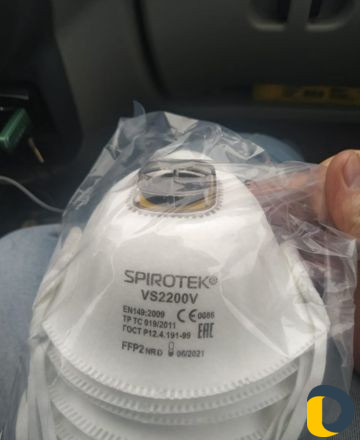 SPIROTEK®
VS2200V
EN149:2009 CE 0086
ТР ТС 019/2011
ГОСТ Р12.4.191-99 EAC
FFP2 NR D 06/2021